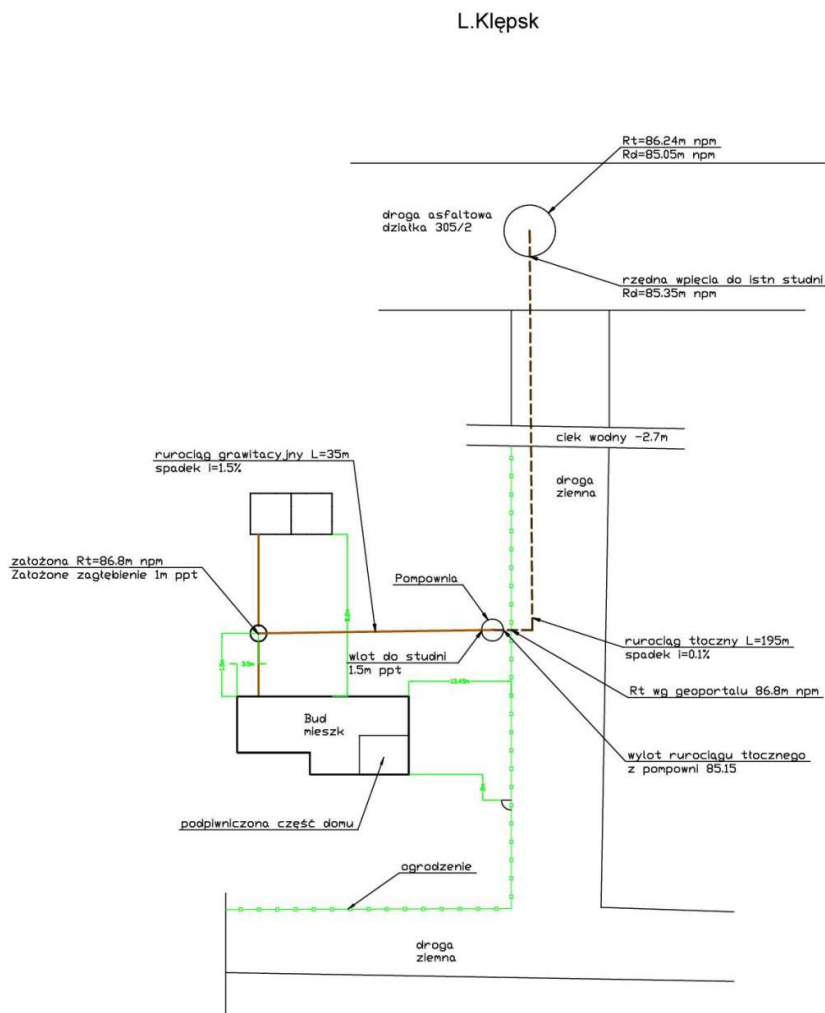 L.Klępsk
Rt=86.24m npm
Rd=85.05m npm
droga asfaltowa
działka 305/2
rzędna wpięcia do istn studni
Rd=85.35m npm
ciek wodny -2.7m
rurociąg grawitacyjny L=35m
spadek i=1.5%
droga
ziemna
założona Rt=86.8m npm
Założone zagłębienie 1m ppt
Pompownia
rurociąg tłoczny L=195m
spadek i=0.1%
wlot do studni
1.5m ppt
Rt wg geoportalu 86.8m npm
Bud
mieszk
wylot rurociągu tłocznego
z pompowni 85.15
podpiwniczona część domu
ogrodzenie
droga
ziemna